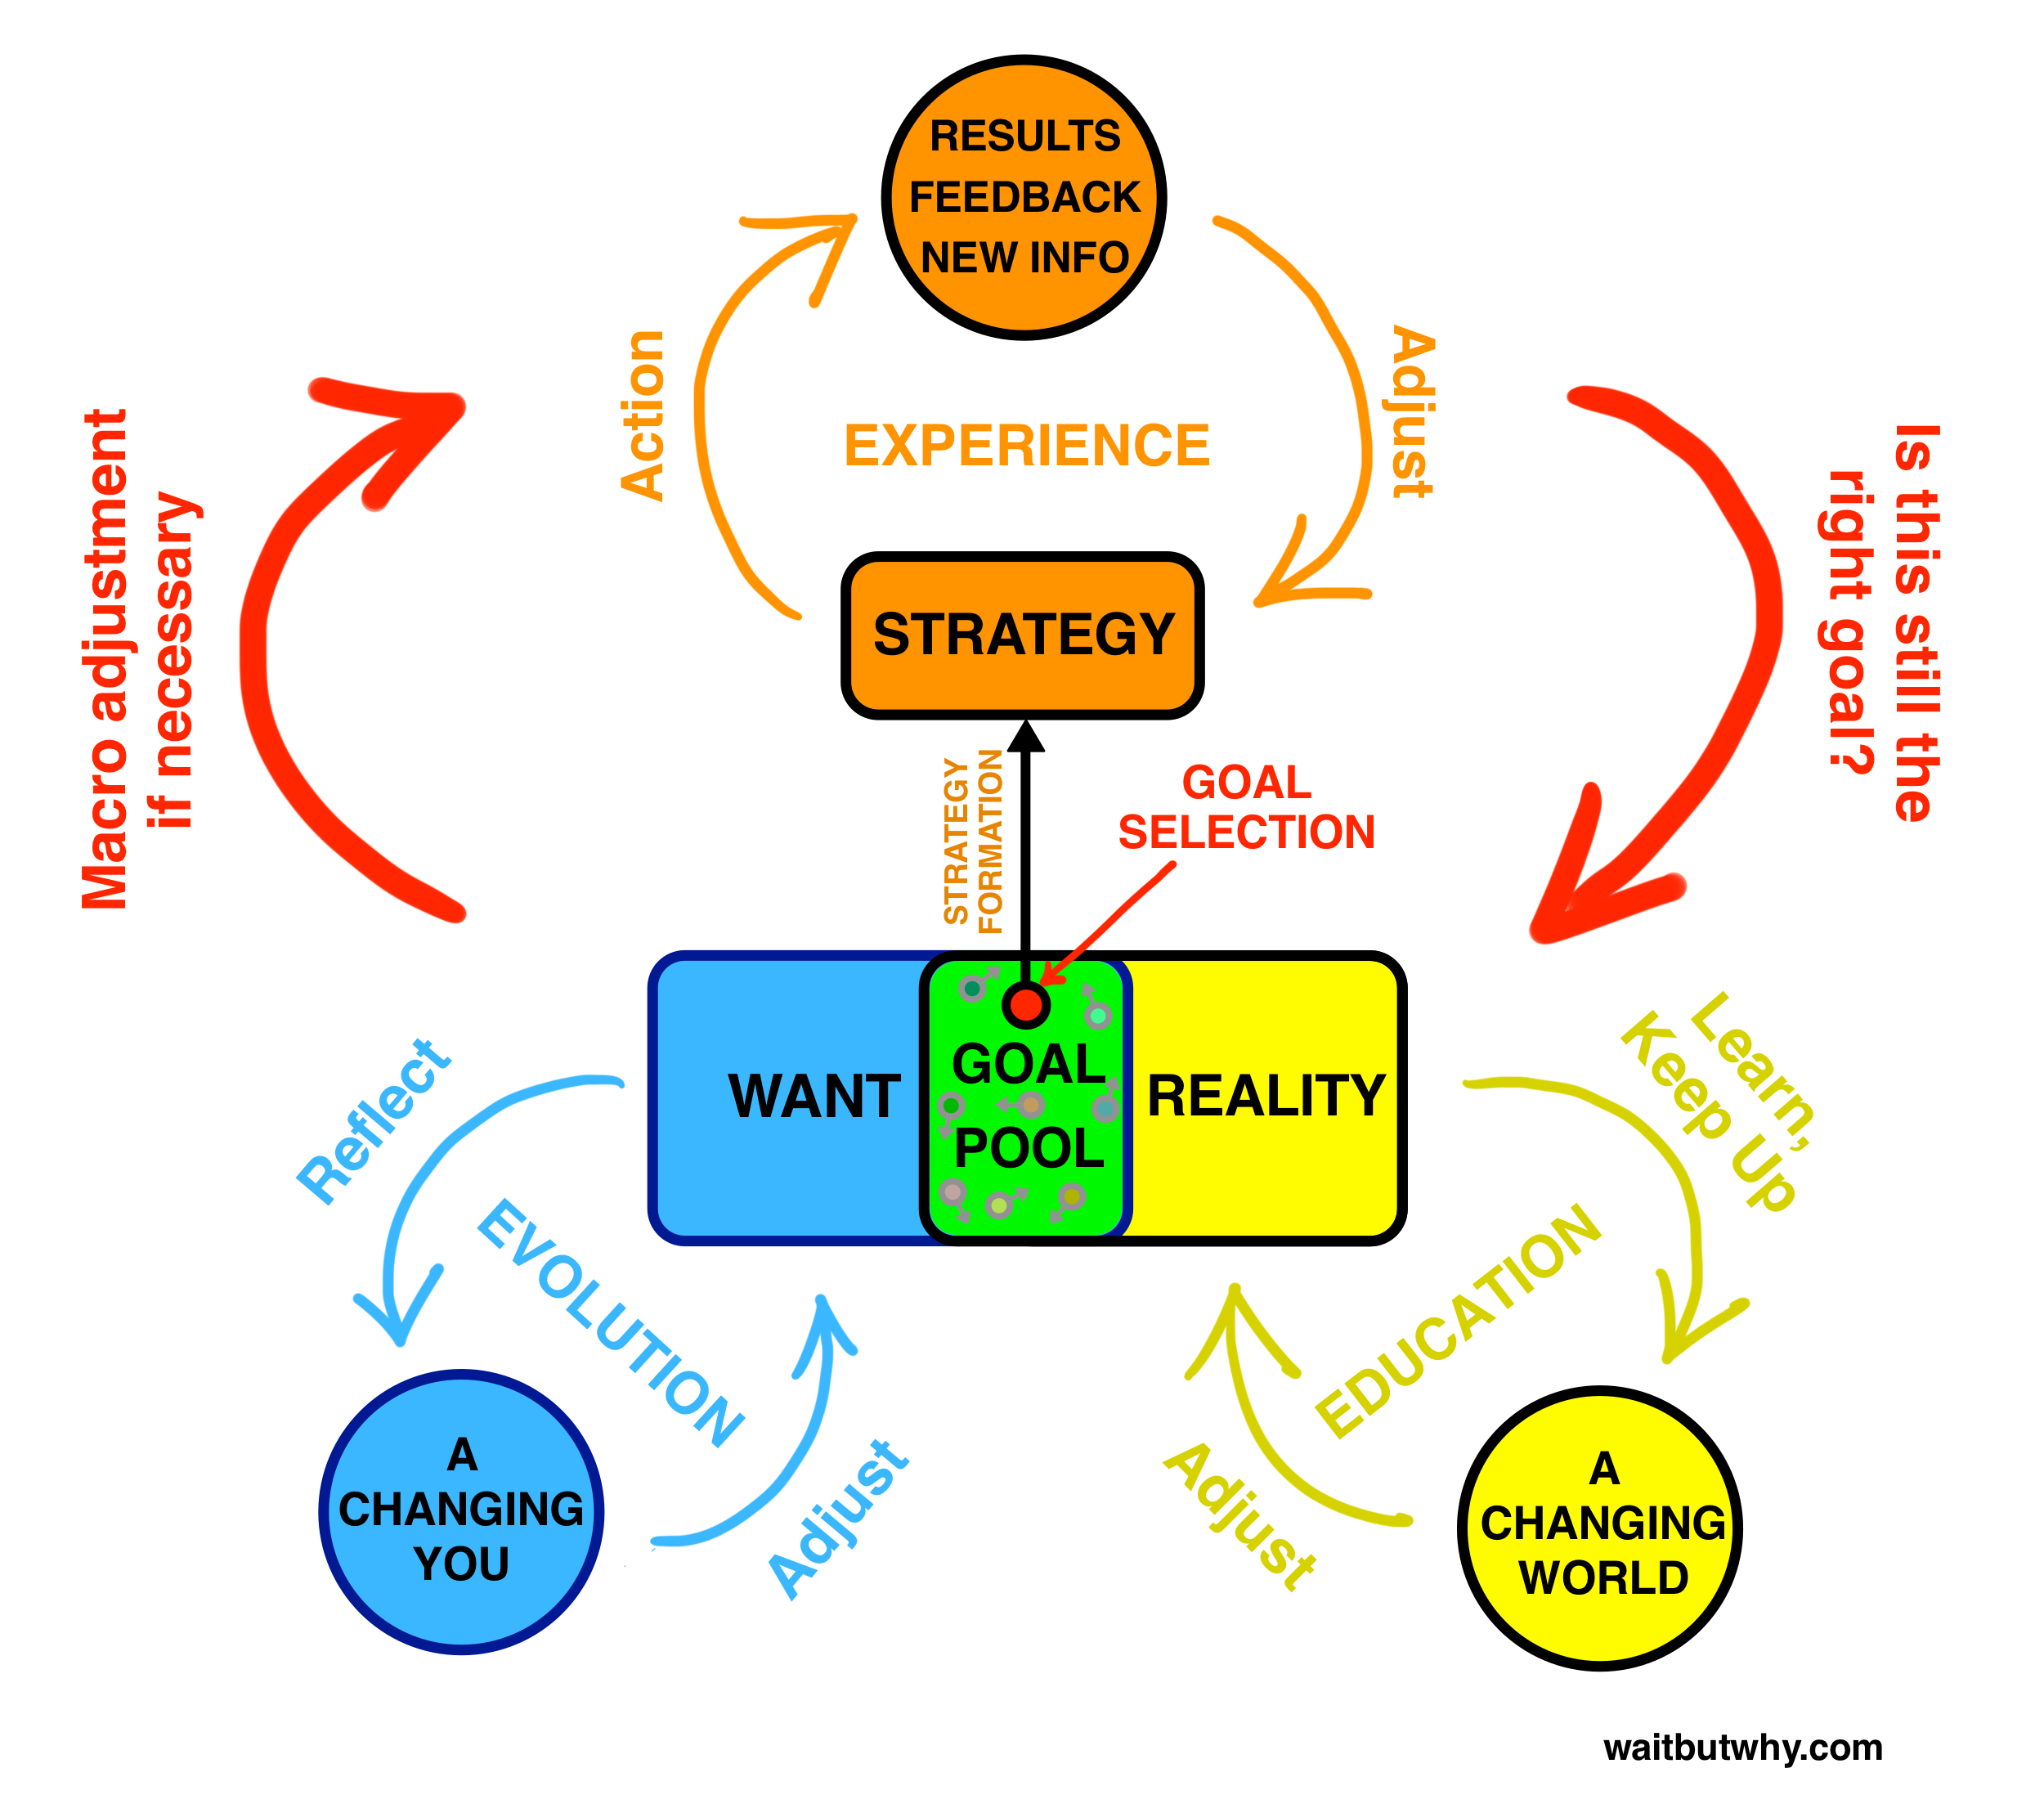 RESULTS
FEEDBACK
NEW INFO
Action
Adjust
EXPERIENCE
Macro adjustment
if necessary
Is this still the
right goal?
STRATEGY
STRATEGY
FORMATION
GOAL
SELECTION
WANT
GOAL
POOL
REALITY
Reflect
EVOLUTION
Adjust
Learn,
Keep Up
EDUCATION
Adjust
A
CHANGING
YOU
A
CHANGING
WORLD
waitbutwhy.com